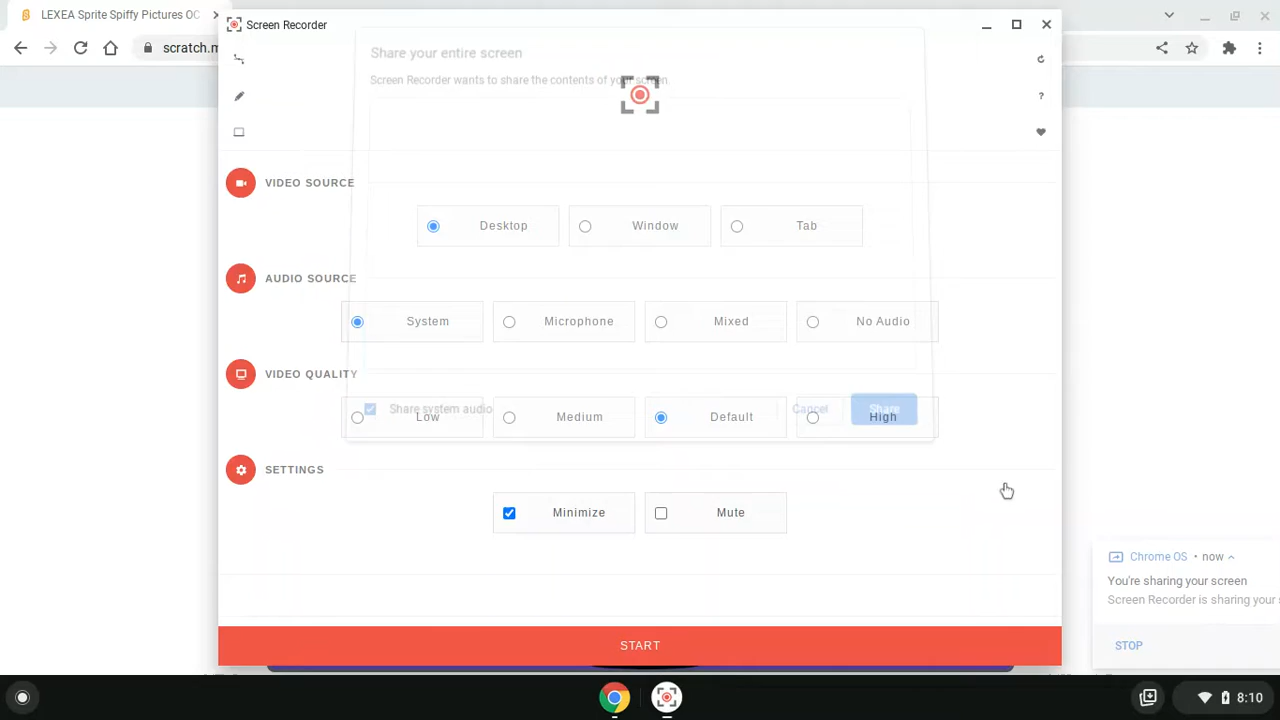 LEXEA Sprite Spiffy Pictures OC
Screen Recorder
scratch.m
Share your entire screen
Screen Recorder wants to share the contents of your screen.
VIDEO SOURCE
Desktop
Window
Tab
AUDIO SOURCE
System
Microphone
Mixed
No Audio
VIDEO QUALITY
Share system audio
Cancel
Share
Low
Medium
Default
High
SETTINGS
Minimize
Mute
Chrome OS • now
You're sharing your screen
Screen Recorder is sharing your s
STOP
START
8:10